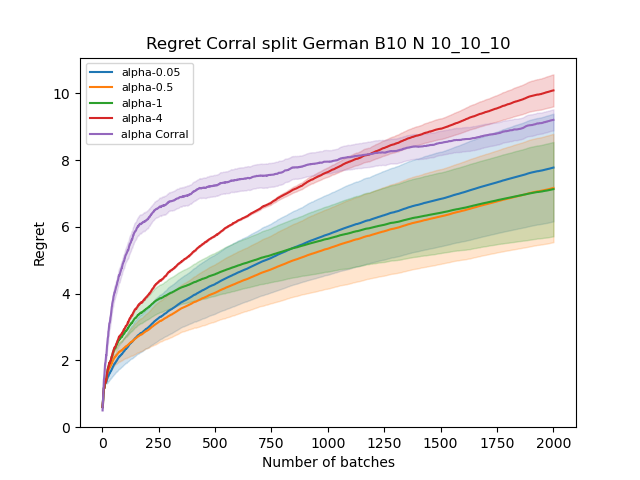 Regret Corral split German B10 N 10_10_10
alpha-0.05
alpha-0.5
alpha-1
alpha-4
alpha Corral
10
8
6
4
2
0
Regret
0 250 500 750 1000 1250 1500 1750 2000
Number of batches